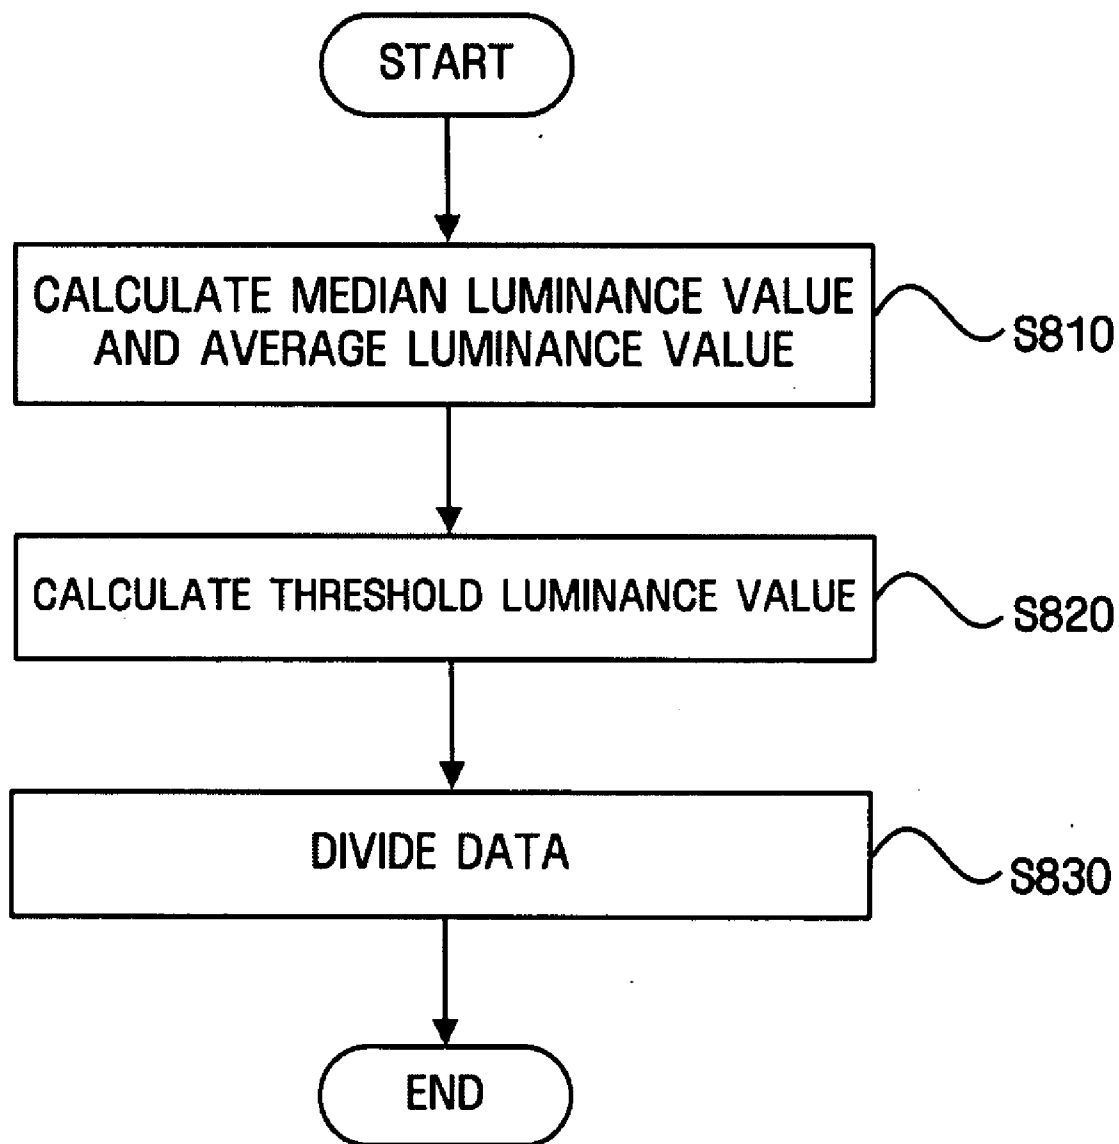 START
CALCULATE MEDIAN LUMINANCE VALUE
AND AVERAGE LUMINANCE VALUE
S810
CALCULATE THRESHOLD LUMINANCE VALUE
S820
DIVIDE DATA
S830
END